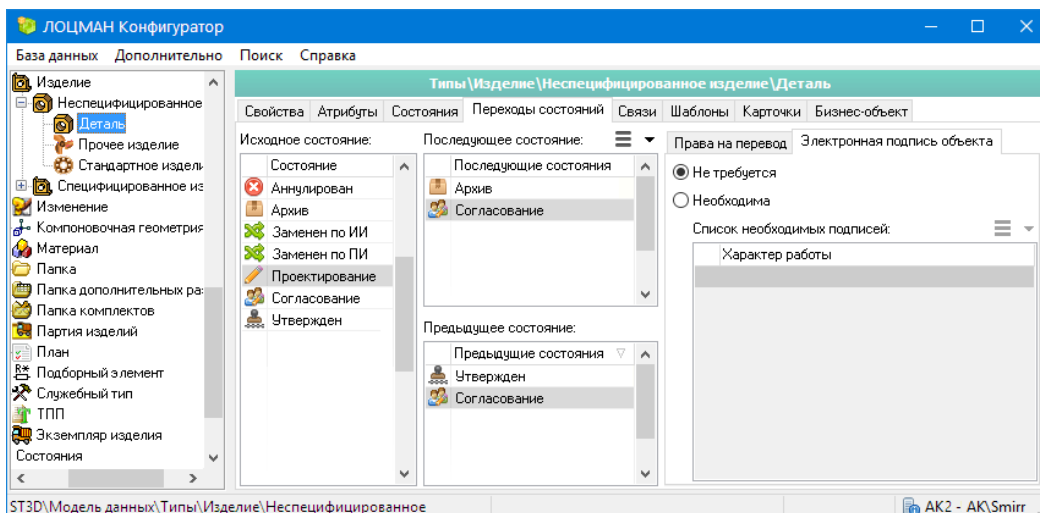 ЛОЦМАН Конфигуратор
База данных Дополнительно Поиск Справка
Изделие
Неспецифицированное
Деталь
Прочее изделие
Стандартное издели
Специфицированное из
Изменение
Компоновочная геометрия
Материал
Папка
Папка дополнительных ра
Папка комплектов
Партия изделий
План
Подборный элемент
Служебный тип
ТПП
Экземпляр изделия
Состояния
Типы\Изделие\Неспецифицированное изделие\Деталь
Свойства Атрибуты Состояния Переходы состояний Связи Шаблоны Карточки Бизнес-объект
Исходное состояние:
Состояние
Аннулирован
Архив
Заменен по ИИ
Заменен по ПИ
Проектирование
Согласование
Утвержден
Последующее состояние:
Последующие состояния
Архив
Согласование
Предыдущее состояние:
Предыдущие состояния
Утвержден
Согласование
Права на перевод Электронная подпись объекта
Не требуется
Необходима
Список необходимых подписей:
Характер работы
ST3D\Модель данных\Типы\Изделие\Неспецифицированное
AK2 - AK\Smirr